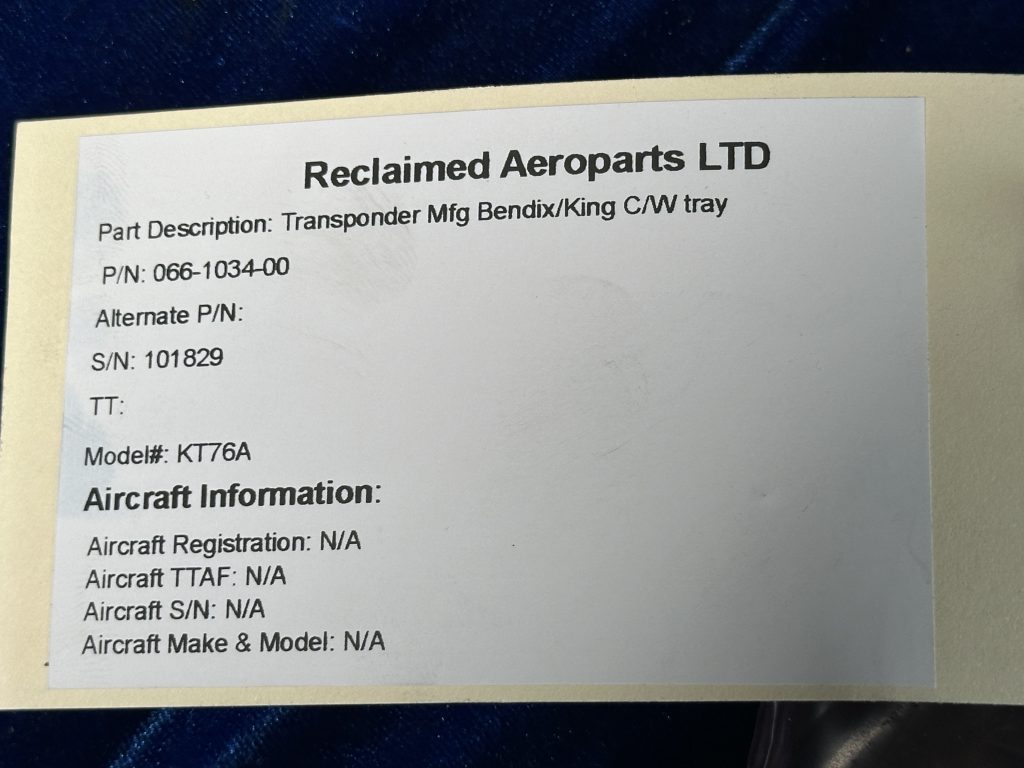 Reclaimed Aeroparts LTD
Part Description: Transponder Mfg Bendix/King C/W tray
P/N: 066-1034-00
Alternate P/N:
S/N: 101829
TT:
Model#: KT76A
Aircraft Information:
Aircraft Registration: N/A
Aircraft TTAF: N/A
Aircraft S/N: N/A
Aircraft Make & Model: N/A